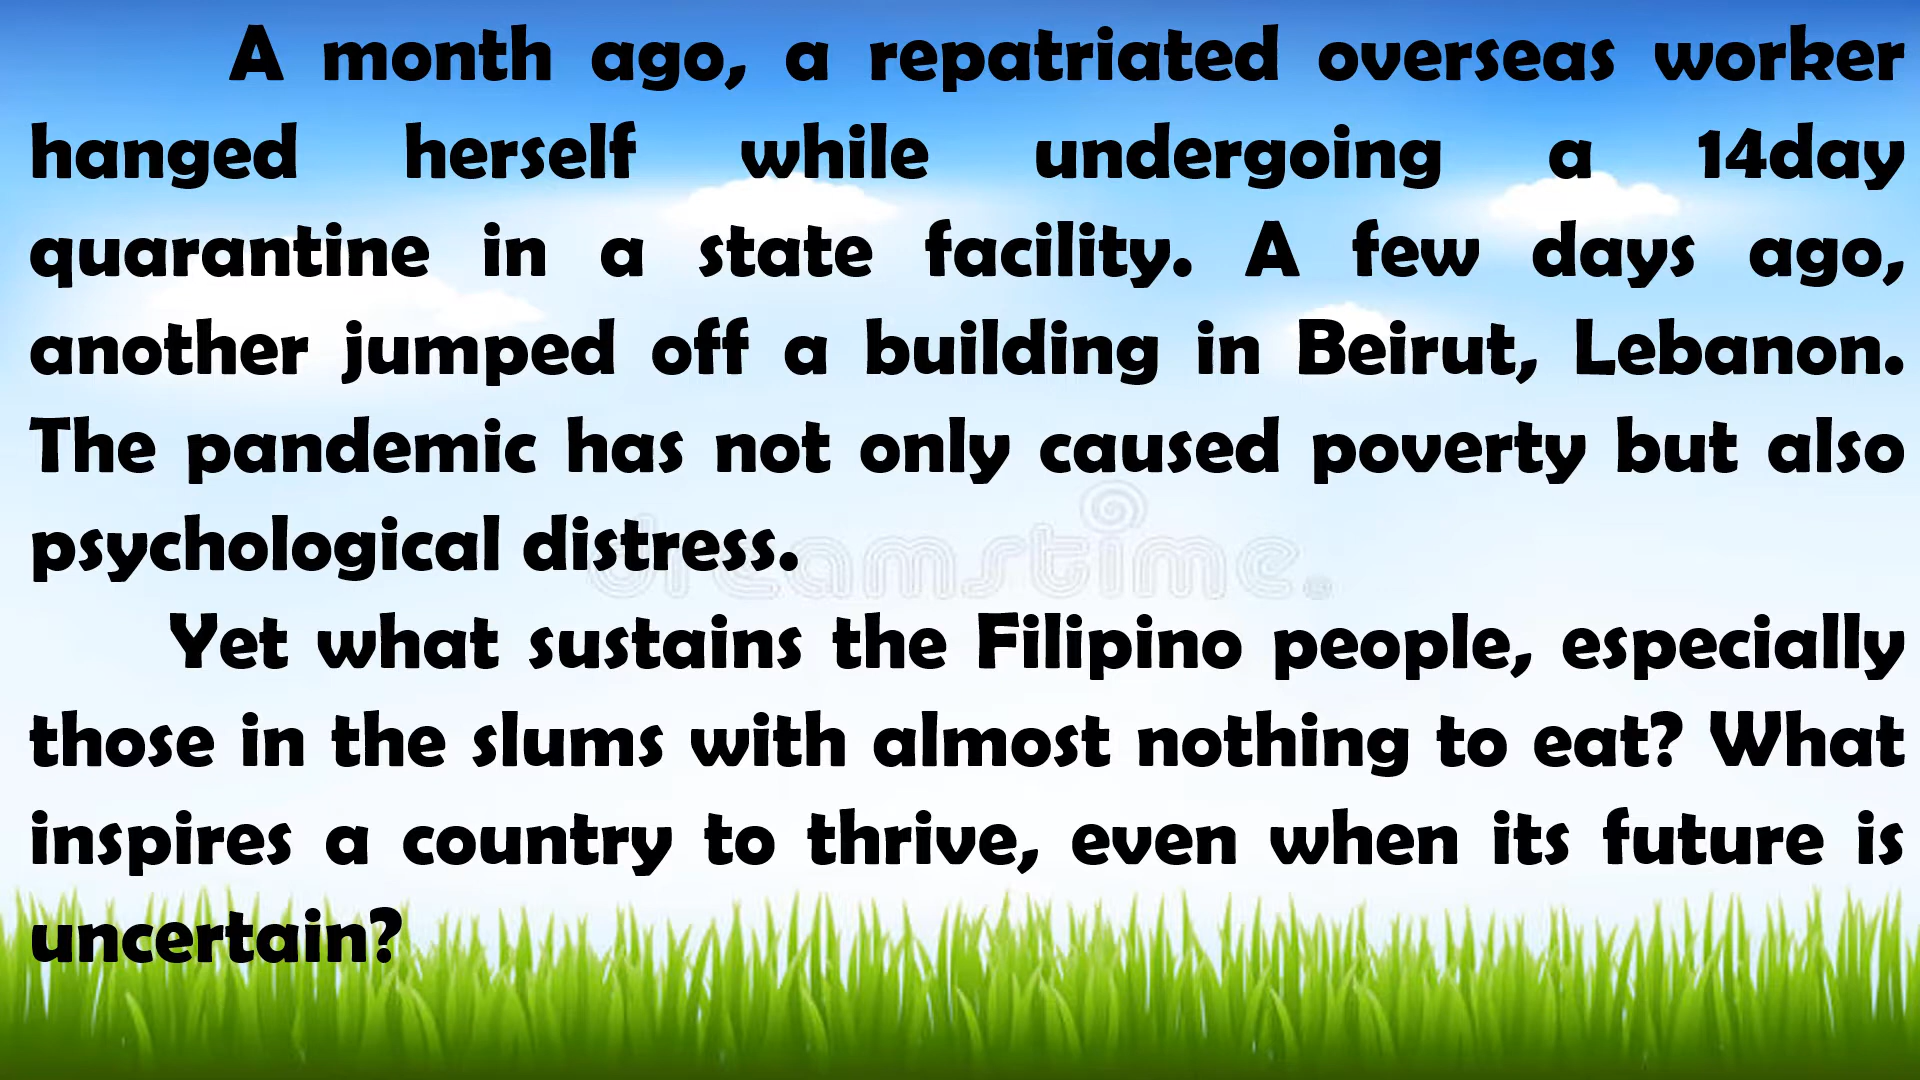 A month ago, a repatriated overseas worker
hanged herself while undergoing a 14day
quarantine in a state facility. A few days ago,
another jumped off a building in Beirut, Lebanon.
The pandemic has not only caused poverty but also
psychological distress.
dreamstime.
Yet what sustains the Filipino people, especially
those in the slums with almost nothing to eat? What
inspires a country to thrive, even when its future is
uncertain?